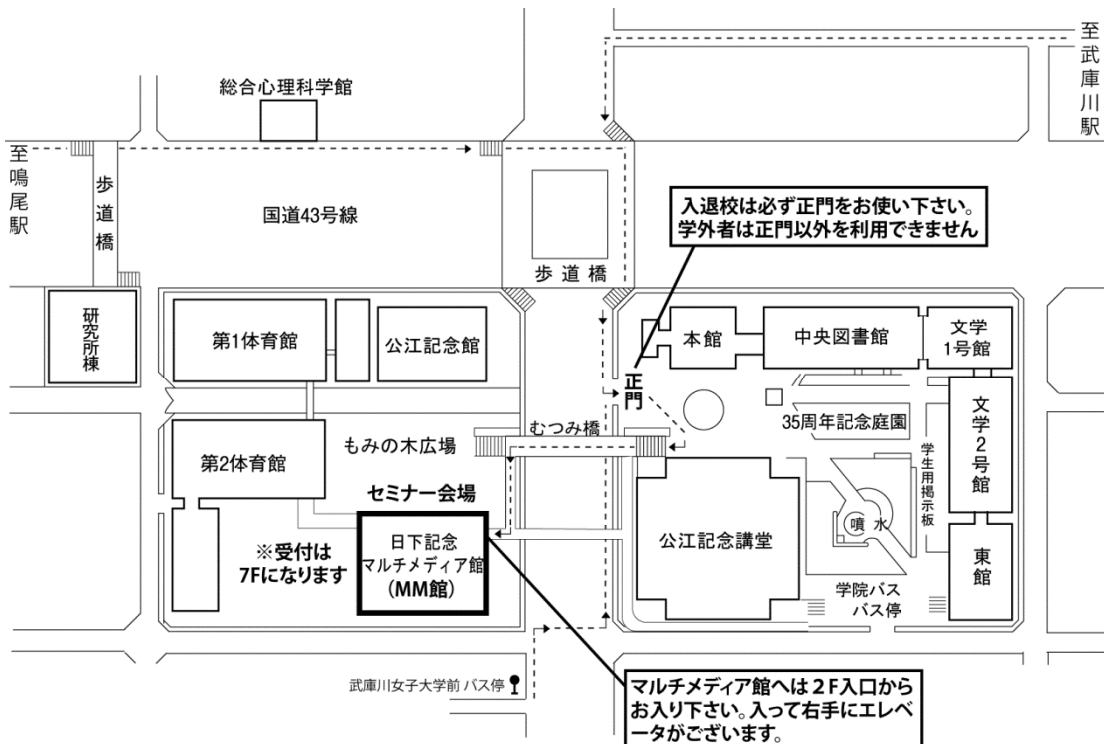 至武庫川駅
総合心理科学館
至鳴尾駅
歩道橋
国道43号線
入退校は必ず正門をお使い下さい。
学外者は正門以外を利用できません
歩道橋
研究所棟
第1体育館
公江記念館
本館
中央図書館
文学
1号館
正門
むつみ橋
35周年記念庭園
文学2号館
学生用掲示板
もみの木広場
第2体育館
セミナー会場
日下記念
マルチメディア館
(MM館)
※受付は
7Fになります
公江記念講堂
噴水
東館
学院バス
バス停
武庫川女子大学前 バス停
マルチメディア館へは2F入口から
お入り下さい。入って右手にエレベ
ータがございます。